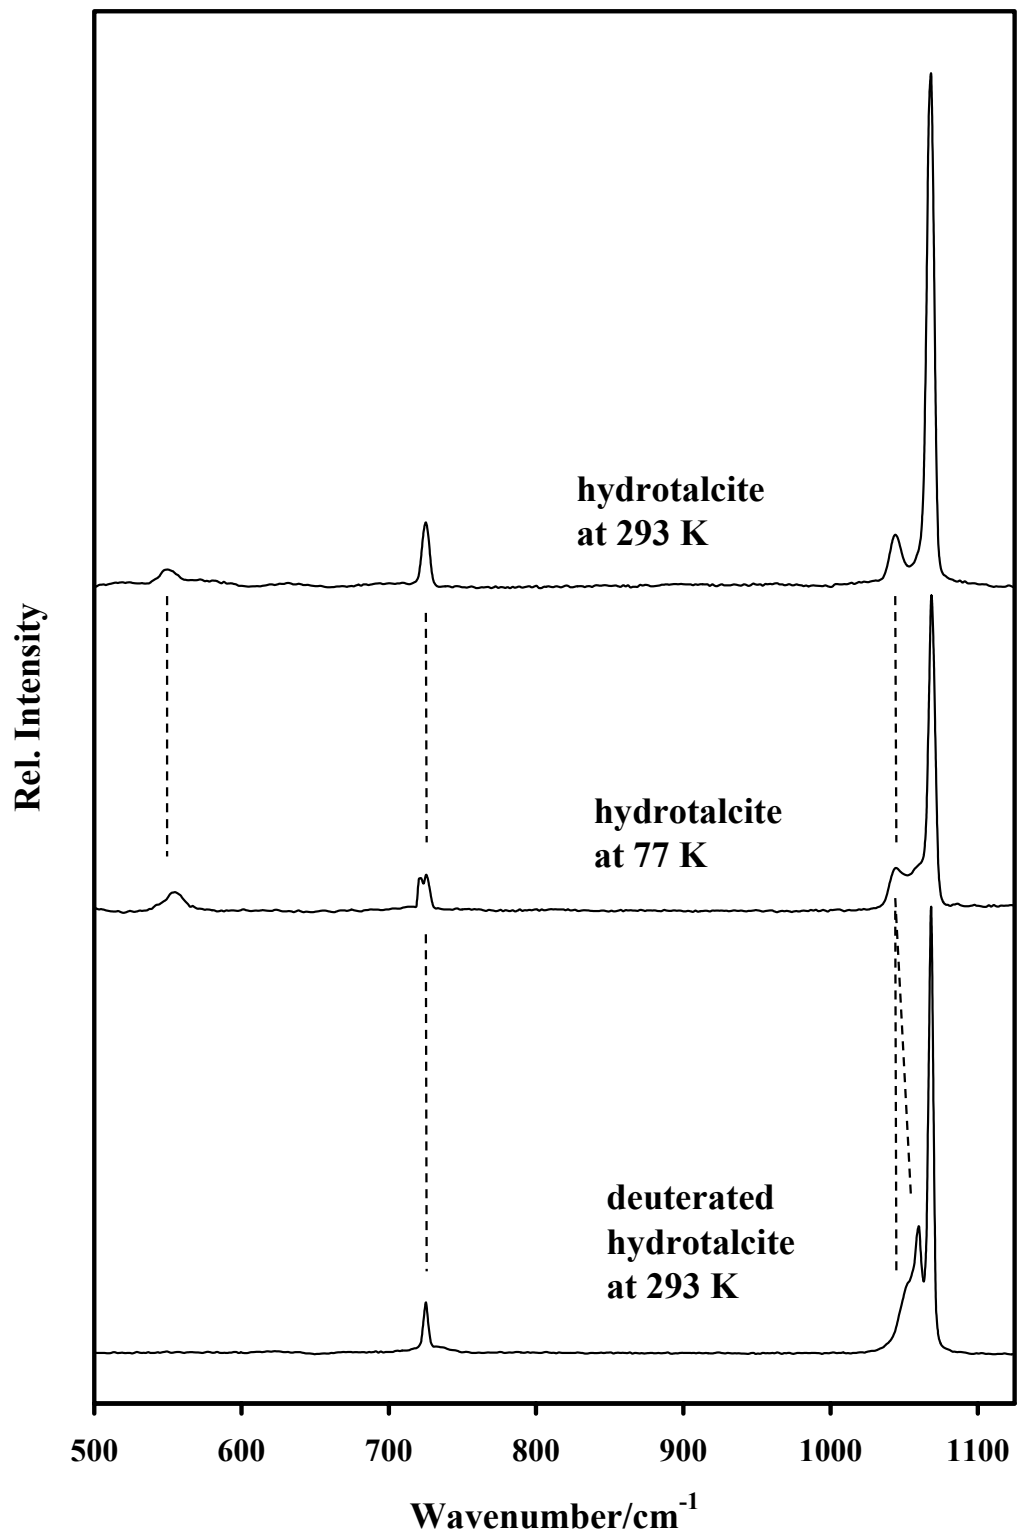 hydrotalcite
at 293 K
Rel. Intensity
hydrotalcite
at 77 K
deuterated
hydrotalcite
at 293 K
500 600 700 800 900 1000 1100
Wavenumber/cm⁻¹